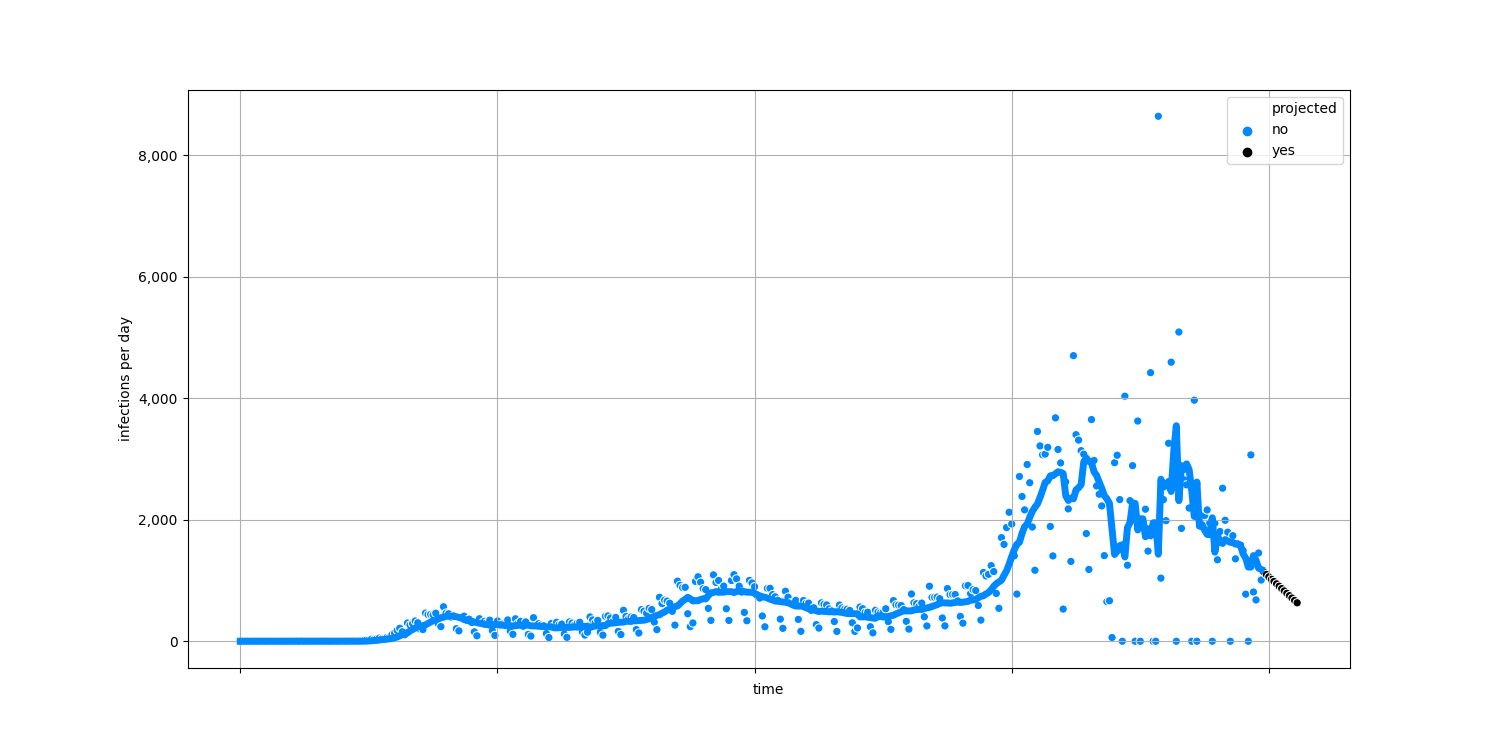 projected
no
yes
8,000
6,000
4,000
2,000
0
infections per day
time